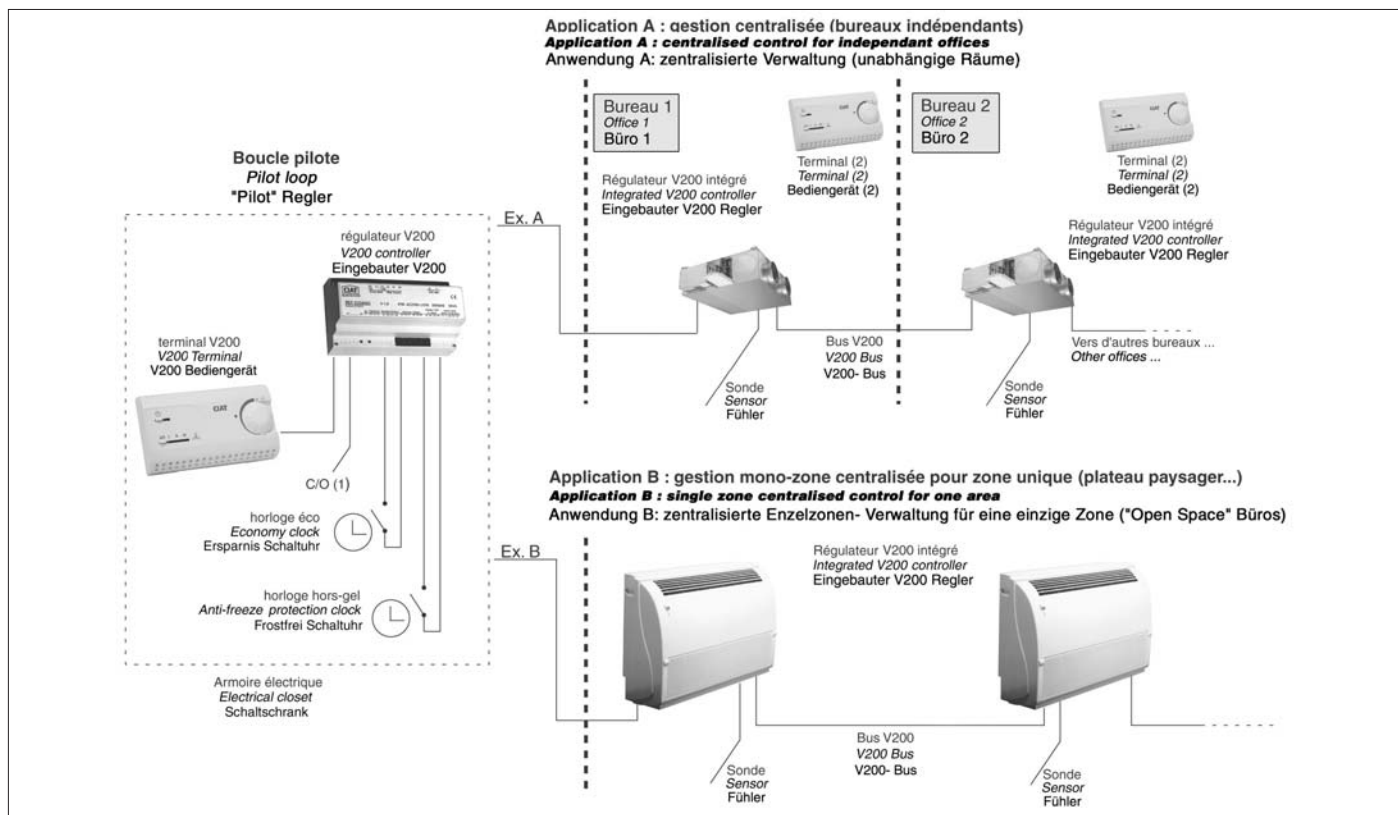 Application A : gestion centralisée (bureaux indépendants)
Application A : centralised control for independant offices
Anwendung A: zentralisierte Verwaltung (unabhängige Räume)
Bureau 1
Office 1
Büro 1
Terminal (2)
Terminal (2)
Bediengerät (2)
Bureau 2
Office 2
Büro 2
Terminal (2)
Terminal (2)
Bediengerät (2)
Boucle pilote
Pilot loop
"Pilot" Regler
Régulateur V200 intégré
Integrated V200 controller
Eingebauter V200 Regler
Régulateur V200 intégré
Integrated V200 controller
Eingebauter V200 Regler
Ex. A
régulateur V200
V200 controller
Eingebauter V200
CIAT
terminal V200
V200 Terminal
V200 Bediengerät
CIAT
Bus V200
V200 Bus
V200- Bus
Vers d'autres bureaux ...
Other offices ...
Sonde
Sensor
Fühler
Sonde
Sensor
Fühler
C/O (1)
horloge éco
Economy clock
Ersparnis Schaltuhr
horloge hors-gel
Anti-freeze protection clock
Frostfrei Schaltuhr
Armoire électrique
Electrical closet
Schaltschrank
Application B : gestion mono-zone centralisée pour zone unique (plateau paysager...)
Application B : single zone centralised control for one area
Anwendung B: zentralisierte Enzelzonen- Verwaltung für eine einzige Zone ("Open Space" Büros)
Ex. B
Régulateur V200 intégré
Integrated V200 controller
Eingebauter V200 Regler
Bus V200
V200 Bus
V200- Bus
Sonde
Sensor
Fühler
Sonde
Sensor
Fühler